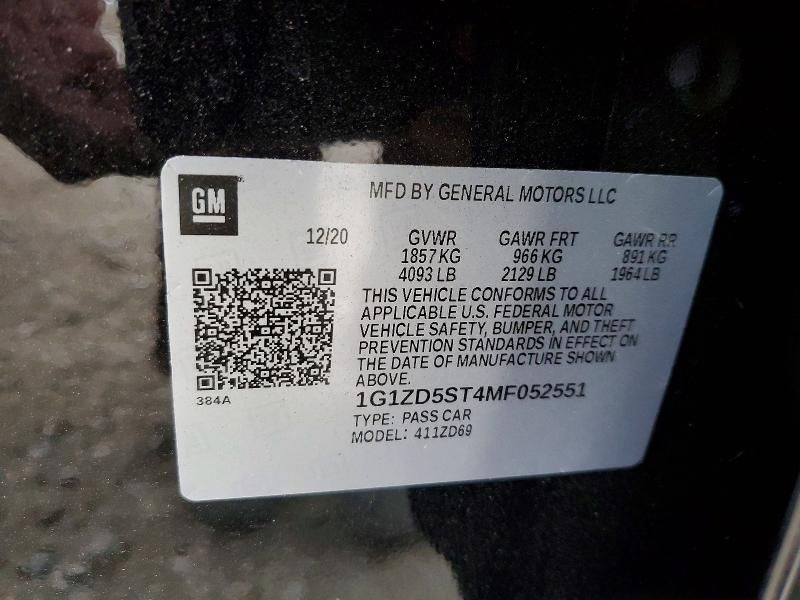 GM
MFD BY GENERAL MOTORS LLC
12/20 GVWR GAWR FRT GAWR RR
1857 KG 966 KG 891 KG
4093 LB 2129 LB 1964 LB
THIS VEHICLE CONFORMS TO ALL
APPLICABLE U.S. FEDERAL MOTOR
VEHICLE SAFETY, BUMPER, AND THEFT
PREVENTION STANDARDS IN EFFECT ON
THE DATE OF MANUFACTURE SHOWN
ABOVE.
384A
1G1ZD5ST4MF052551
TYPE: PASS CAR
MODEL: 411ZD69